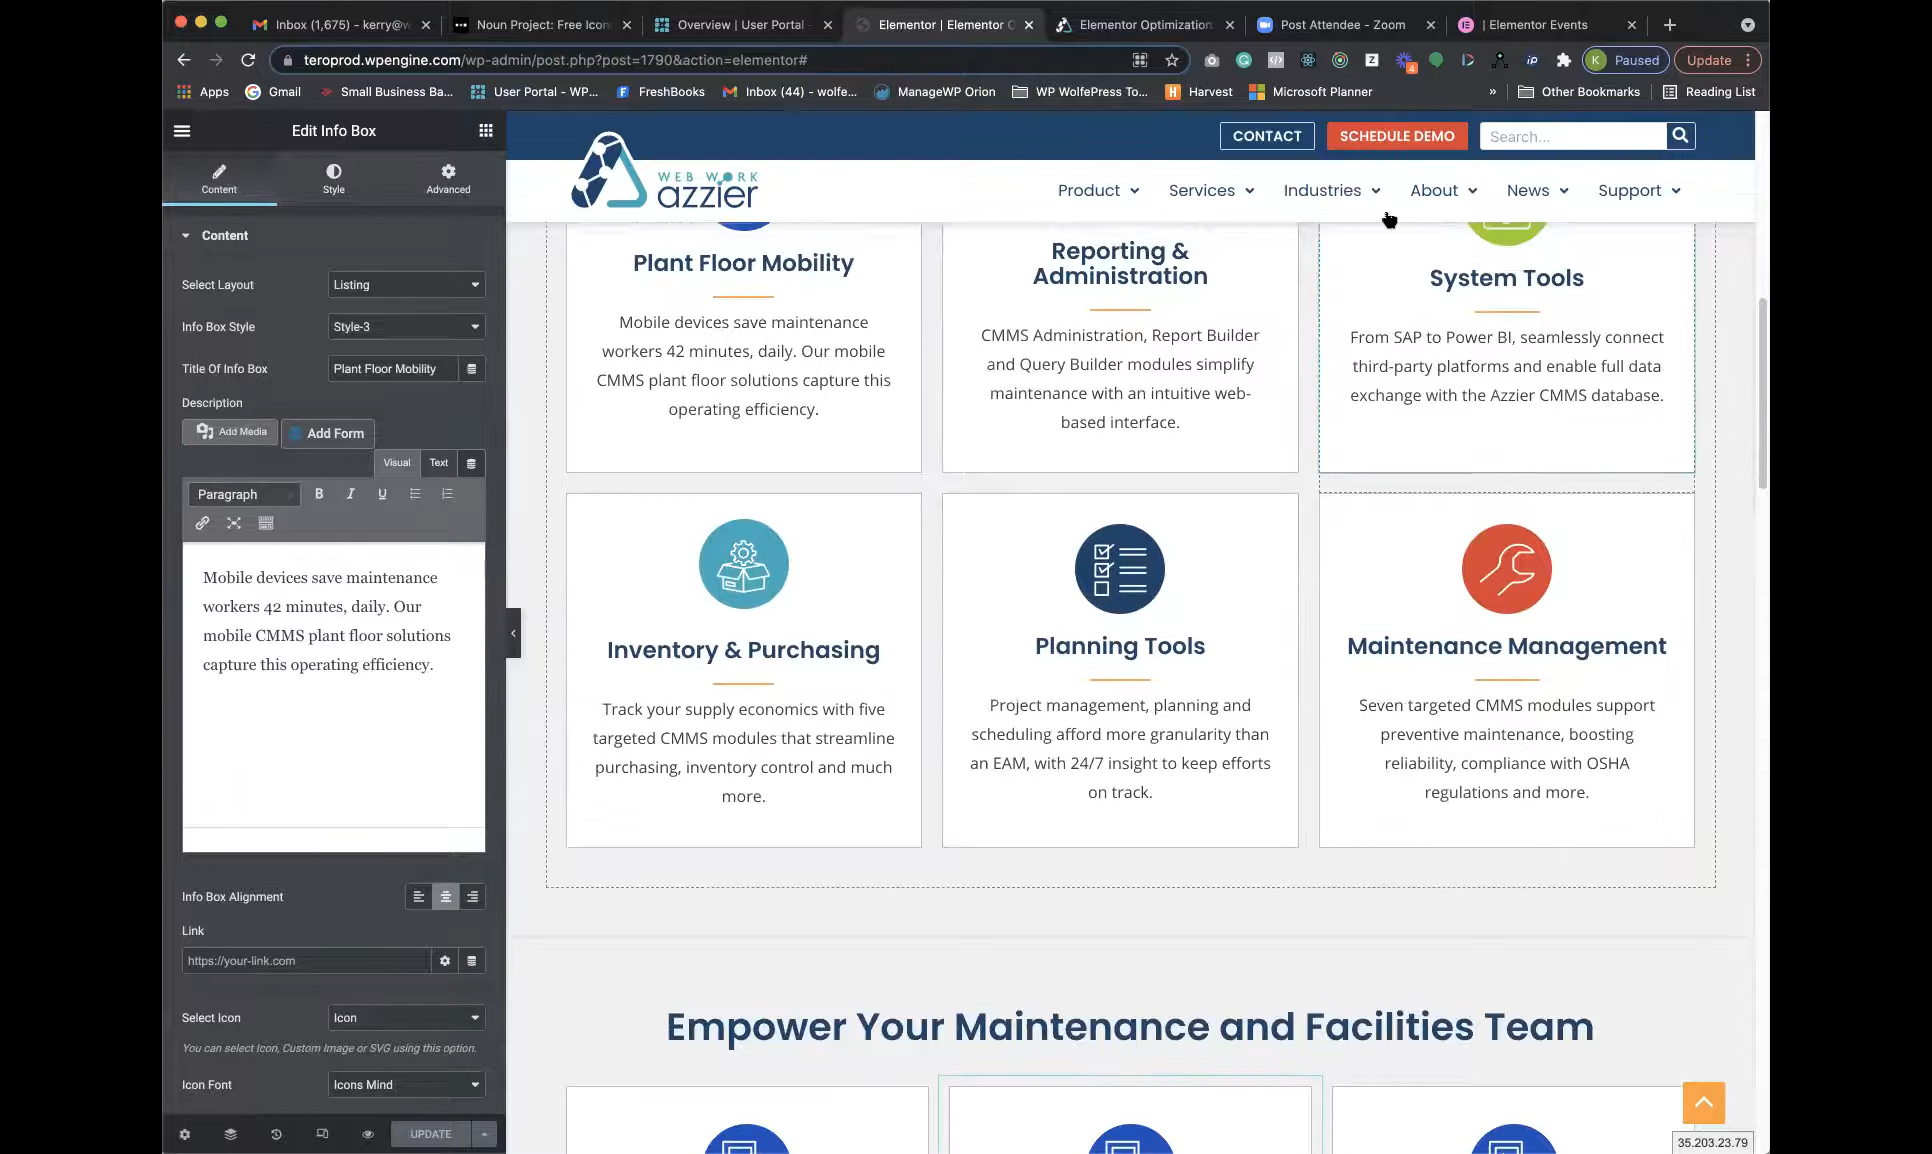 Inbox (1,675) - kerry@w
Noun Project: Free Icon
Overview | User Portal
Elementor | Elementor
Elementor Optimization
Post Attendee - Zoom
| Elementor Events
teroprod.wpengine.com/wp-admin/post.php?post=1790&action=elementor#
4
K Paused
Update
Apps
Gmail
Small Business Ba...
User Portal - WP...
FreshBooks
Inbox (44) - wolfe...
ManageWP Orion
WP WolfePress To...
Harvest
Microsoft Planner
»
Other Bookmarks
Reading List
Edit Info Box
Content
Style
Advanced
Content
Select Layout
Listing
Info Box Style
Style-3
Title Of Info Box
Plant Floor Mobility
Description
Add Media
Add Form
Visual
Text
Paragraph
B I U
Mobile devices save maintenance
workers 42 minutes, daily. Our
mobile CMMS plant floor solutions
capture this operating efficiency.
Info Box Alignment
Link
https://your-link.com
Select Icon
Icon
You can select Icon, Custom Image or SVG using this option.
Icon Font
Icons Mind
UPDATE
CONTACT
SCHEDULE DEMO
Search...
WEB WORK
azzier
Product
Services
Industries
About
News
Support
Plant Floor Mobility
Mobile devices save maintenance
workers 42 minutes, daily. Our mobile
CMMS plant floor solutions capture this
operating efficiency.
Reporting &
Administration
CMMS Administration, Report Builder
and Query Builder modules simplify
maintenance with an intuitive web-
based interface.
System Tools
From SAP to Power BI, seamlessly connect
third-party platforms and enable full data
exchange with the Azzier CMMS database.
Inventory & Purchasing
Track your supply economics with five
targeted CMMS modules that streamline
purchasing, inventory control and much
more.
Planning Tools
Project management, planning and
scheduling afford more granularity than
an EAM, with 24/7 insight to keep efforts
on track.
Maintenance Management
Seven targeted CMMS modules support
preventive maintenance, boosting
reliability, compliance with OSHA
regulations and more.
Empower Your Maintenance and Facilities Team
35.203.23.79